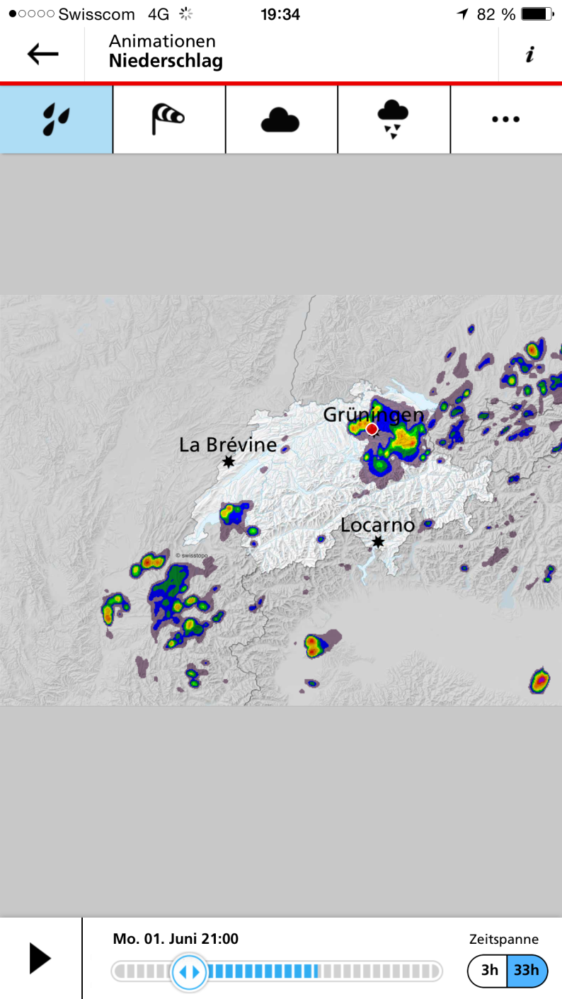 Swisscom 4G 19:34 82 %
Animationen
Niederschlag
i
Grüningen
La Brévine
Locarno
© swisstopo
Mo. 01. Juni 21:00
Zeitspanne
3h 33h